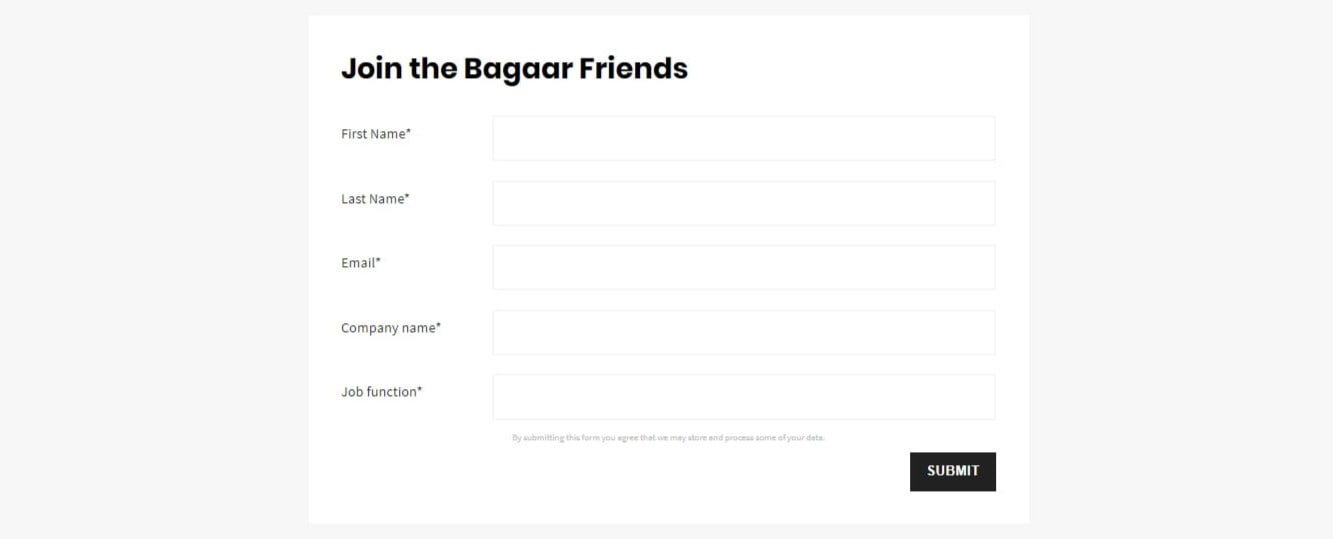 Join the Bagaar Friends
First Name*
Last Name*
Email*
Company name*
Job function*
By submitting this form you agree that we may store and process some of your data.
SUBMIT